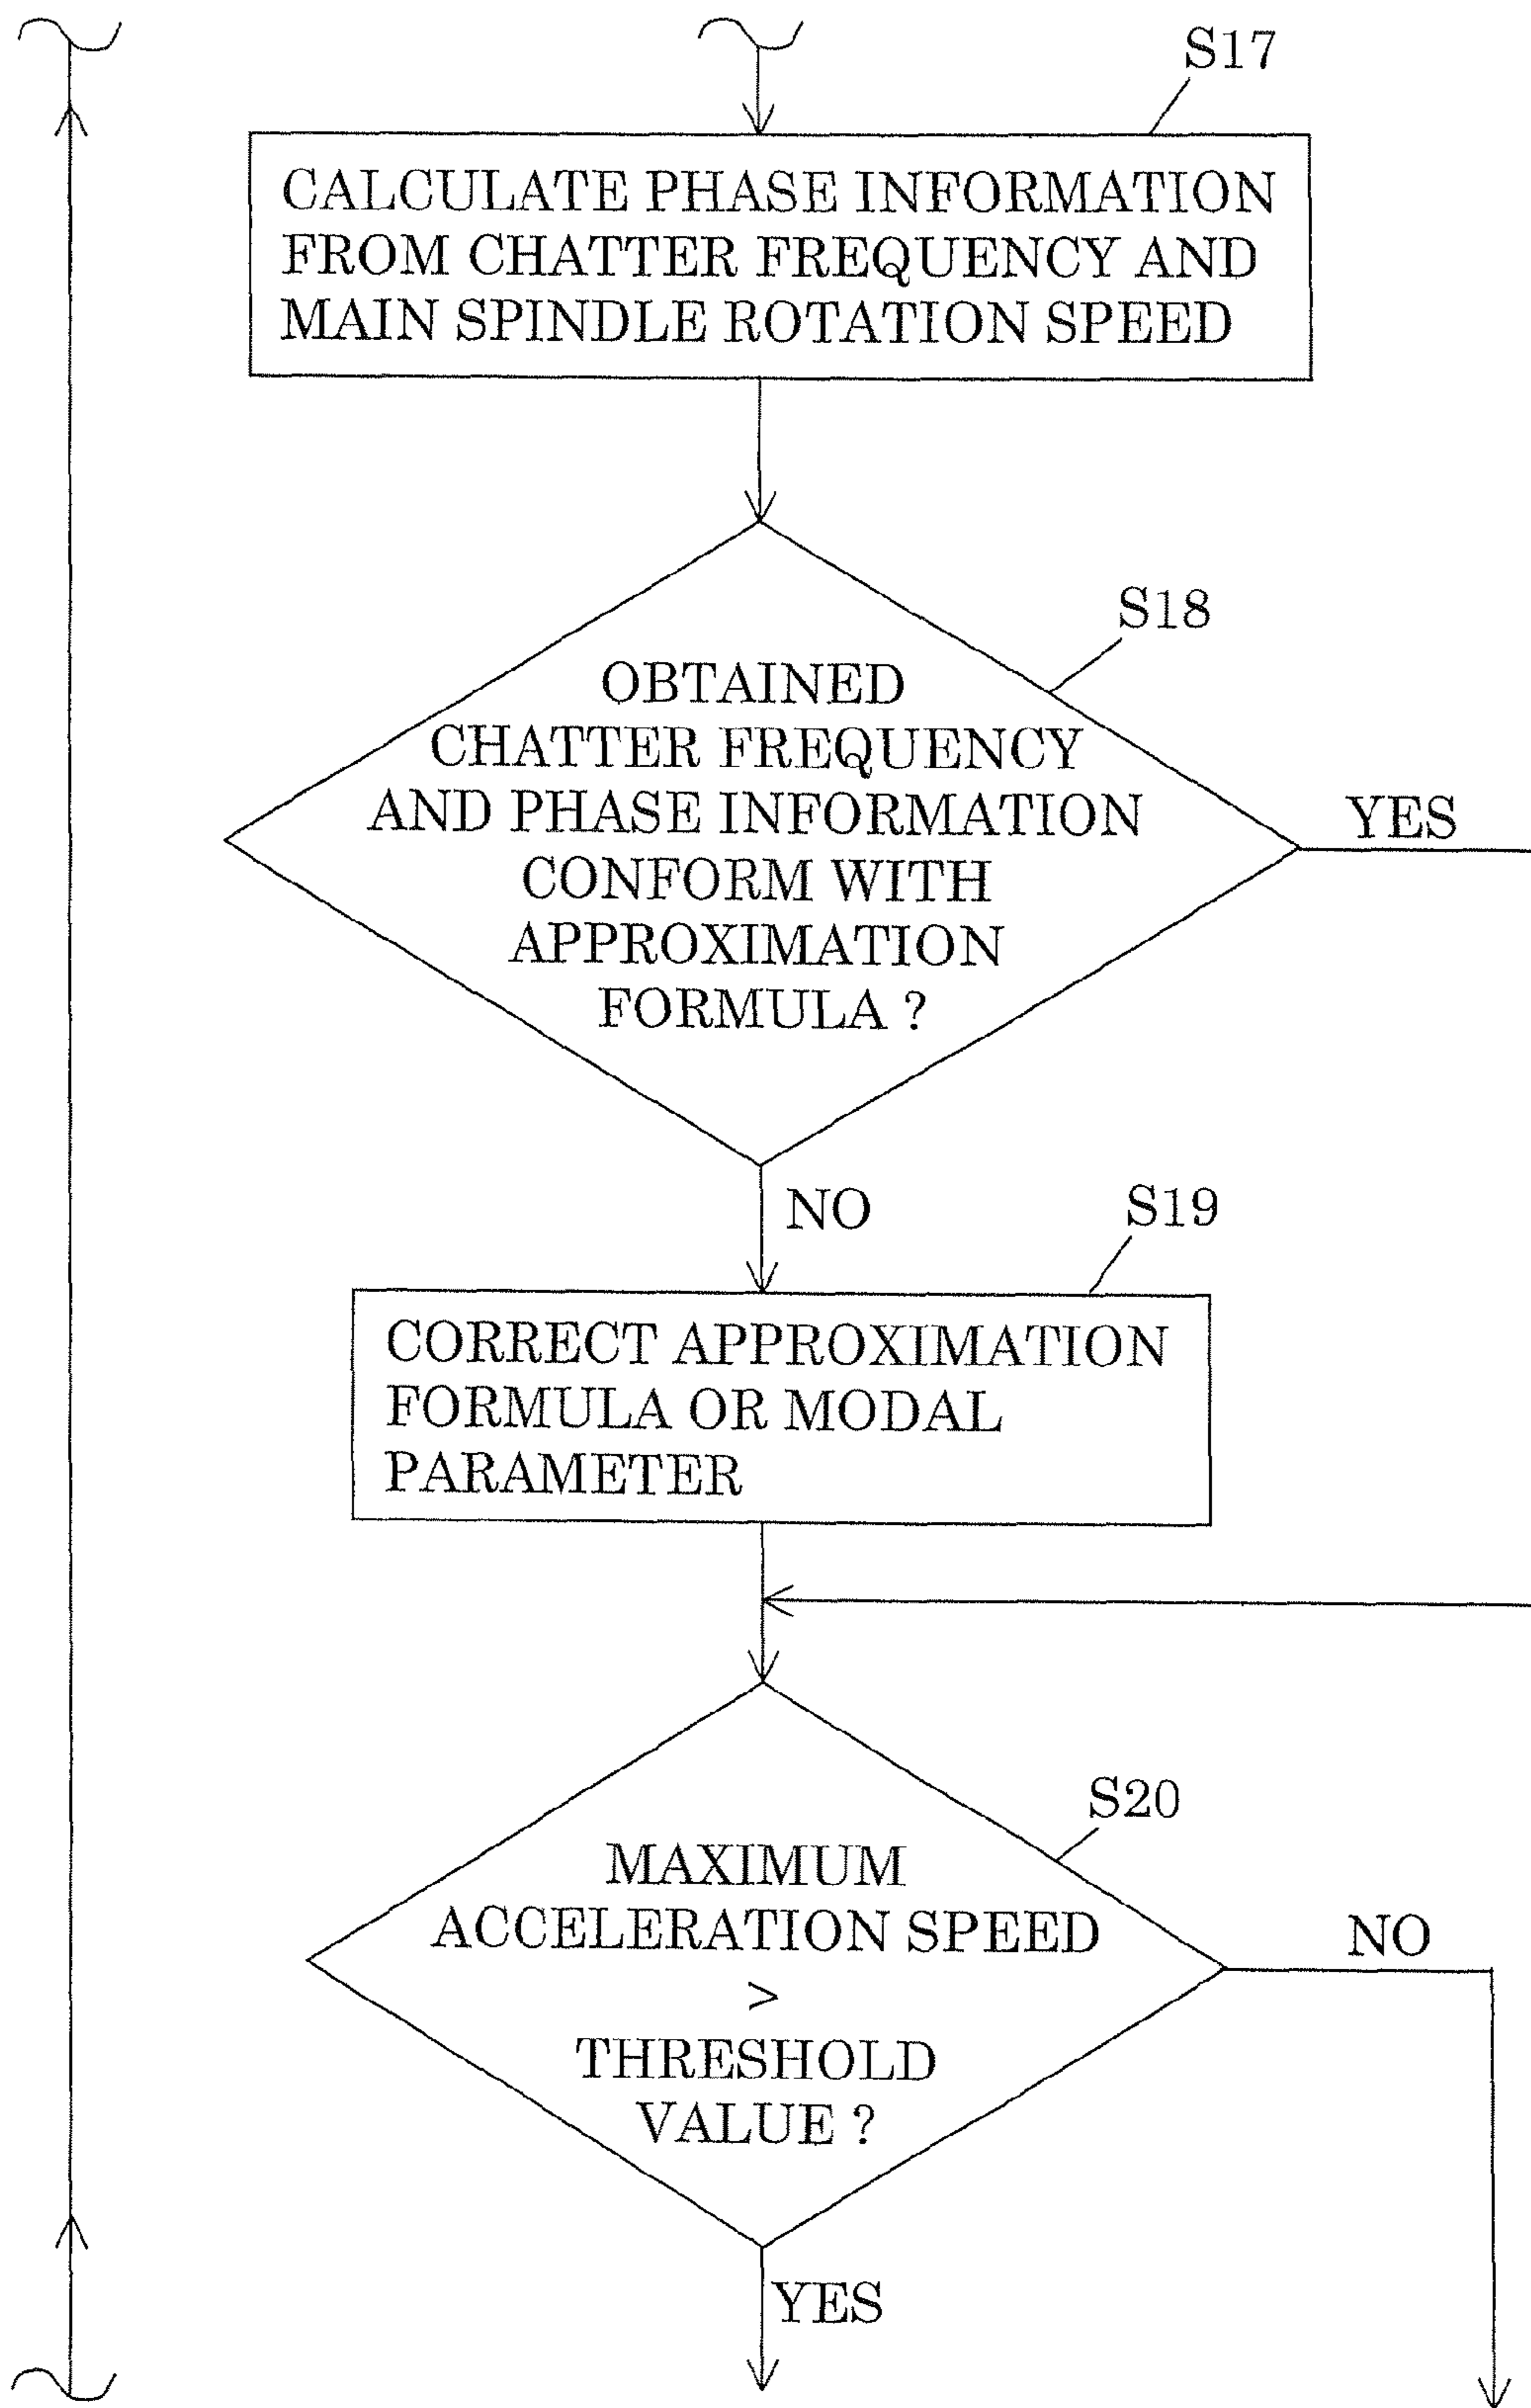 S17
CALCULATE PHASE INFORMATION
FROM CHATTER FREQUENCY AND
MAIN SPINDLE ROTATION SPEED
S18
OBTAINED
CHATTER FREQUENCY
AND PHASE INFORMATION
CONFORM WITH
APPROXIMATION
FORMULA ?
YES
NO
S19
CORRECT APPROXIMATION
FORMULA OR MODAL
PARAMETER
S20
MAXIMUM
ACCELERATION SPEED
>
THRESHOLD
VALUE ?
NO
YES